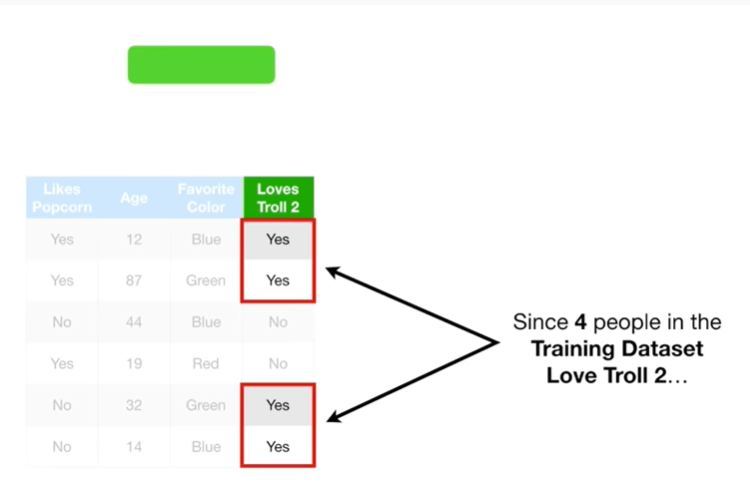 Likes Popcorn Age Favorite Color Loves Troll 2
Yes 12 Blue Yes
Yes 87 Green Yes
No 44 Blue No
Yes 19 Red No
No 32 Green Yes
No 14 Blue Yes
Since 4 people in the
Training Dataset
Love Troll 2…